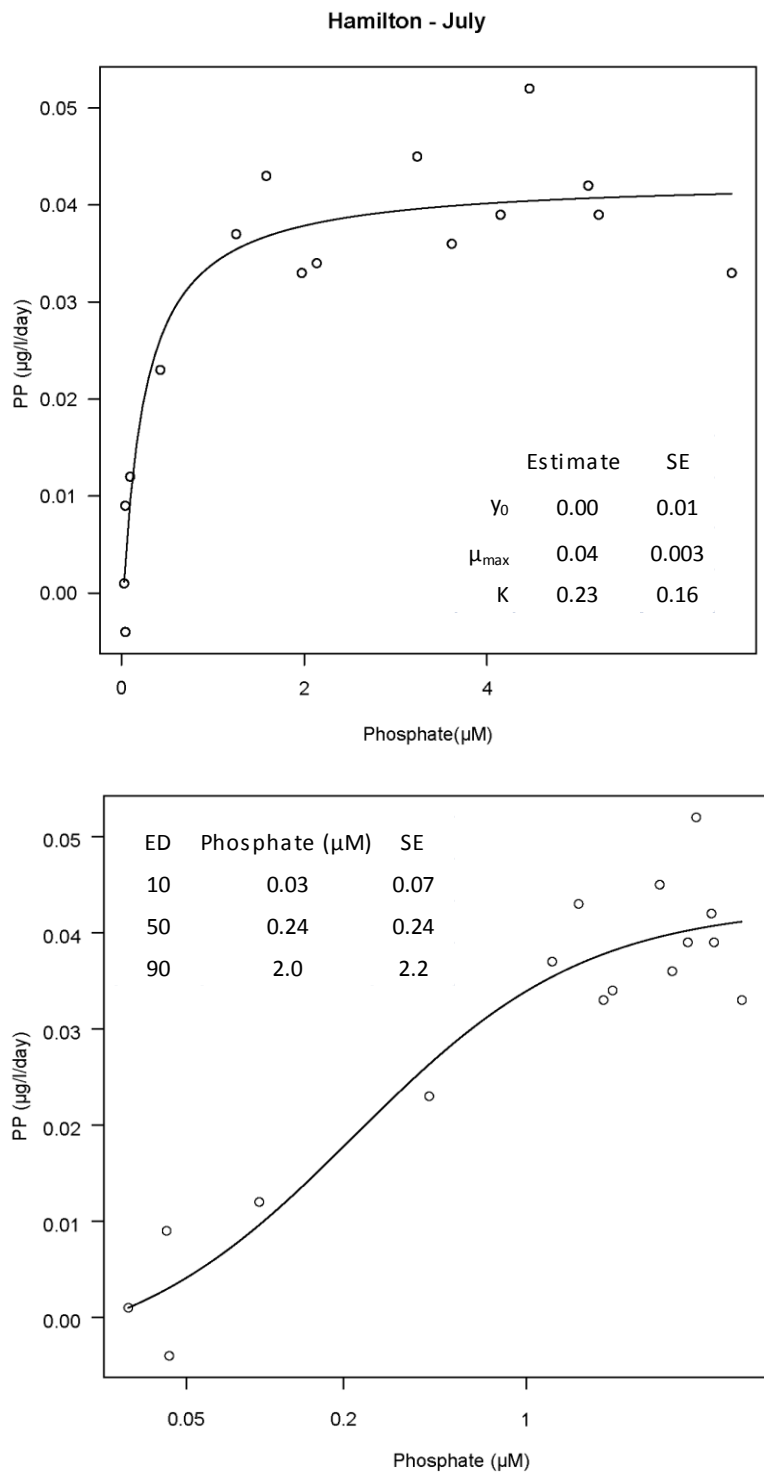 Hamilton - July
0.05
0.04
0.03
0.02
0.01
0.00
PP (µg/l/day)
Estimate SE
y₀ 0.00 0.01
µmax 0.04 0.003
K 0.23 0.16
0 2 4
Phosphate(µM)
ED Phosphate (µM) SE
10 0.03 0.07
50 0.24 0.24
90 2.0 2.2
0.05
0.04
0.03
0.02
0.01
0.00
PP (µg/l/day)
0.05 0.2 1
Phosphate (µM)